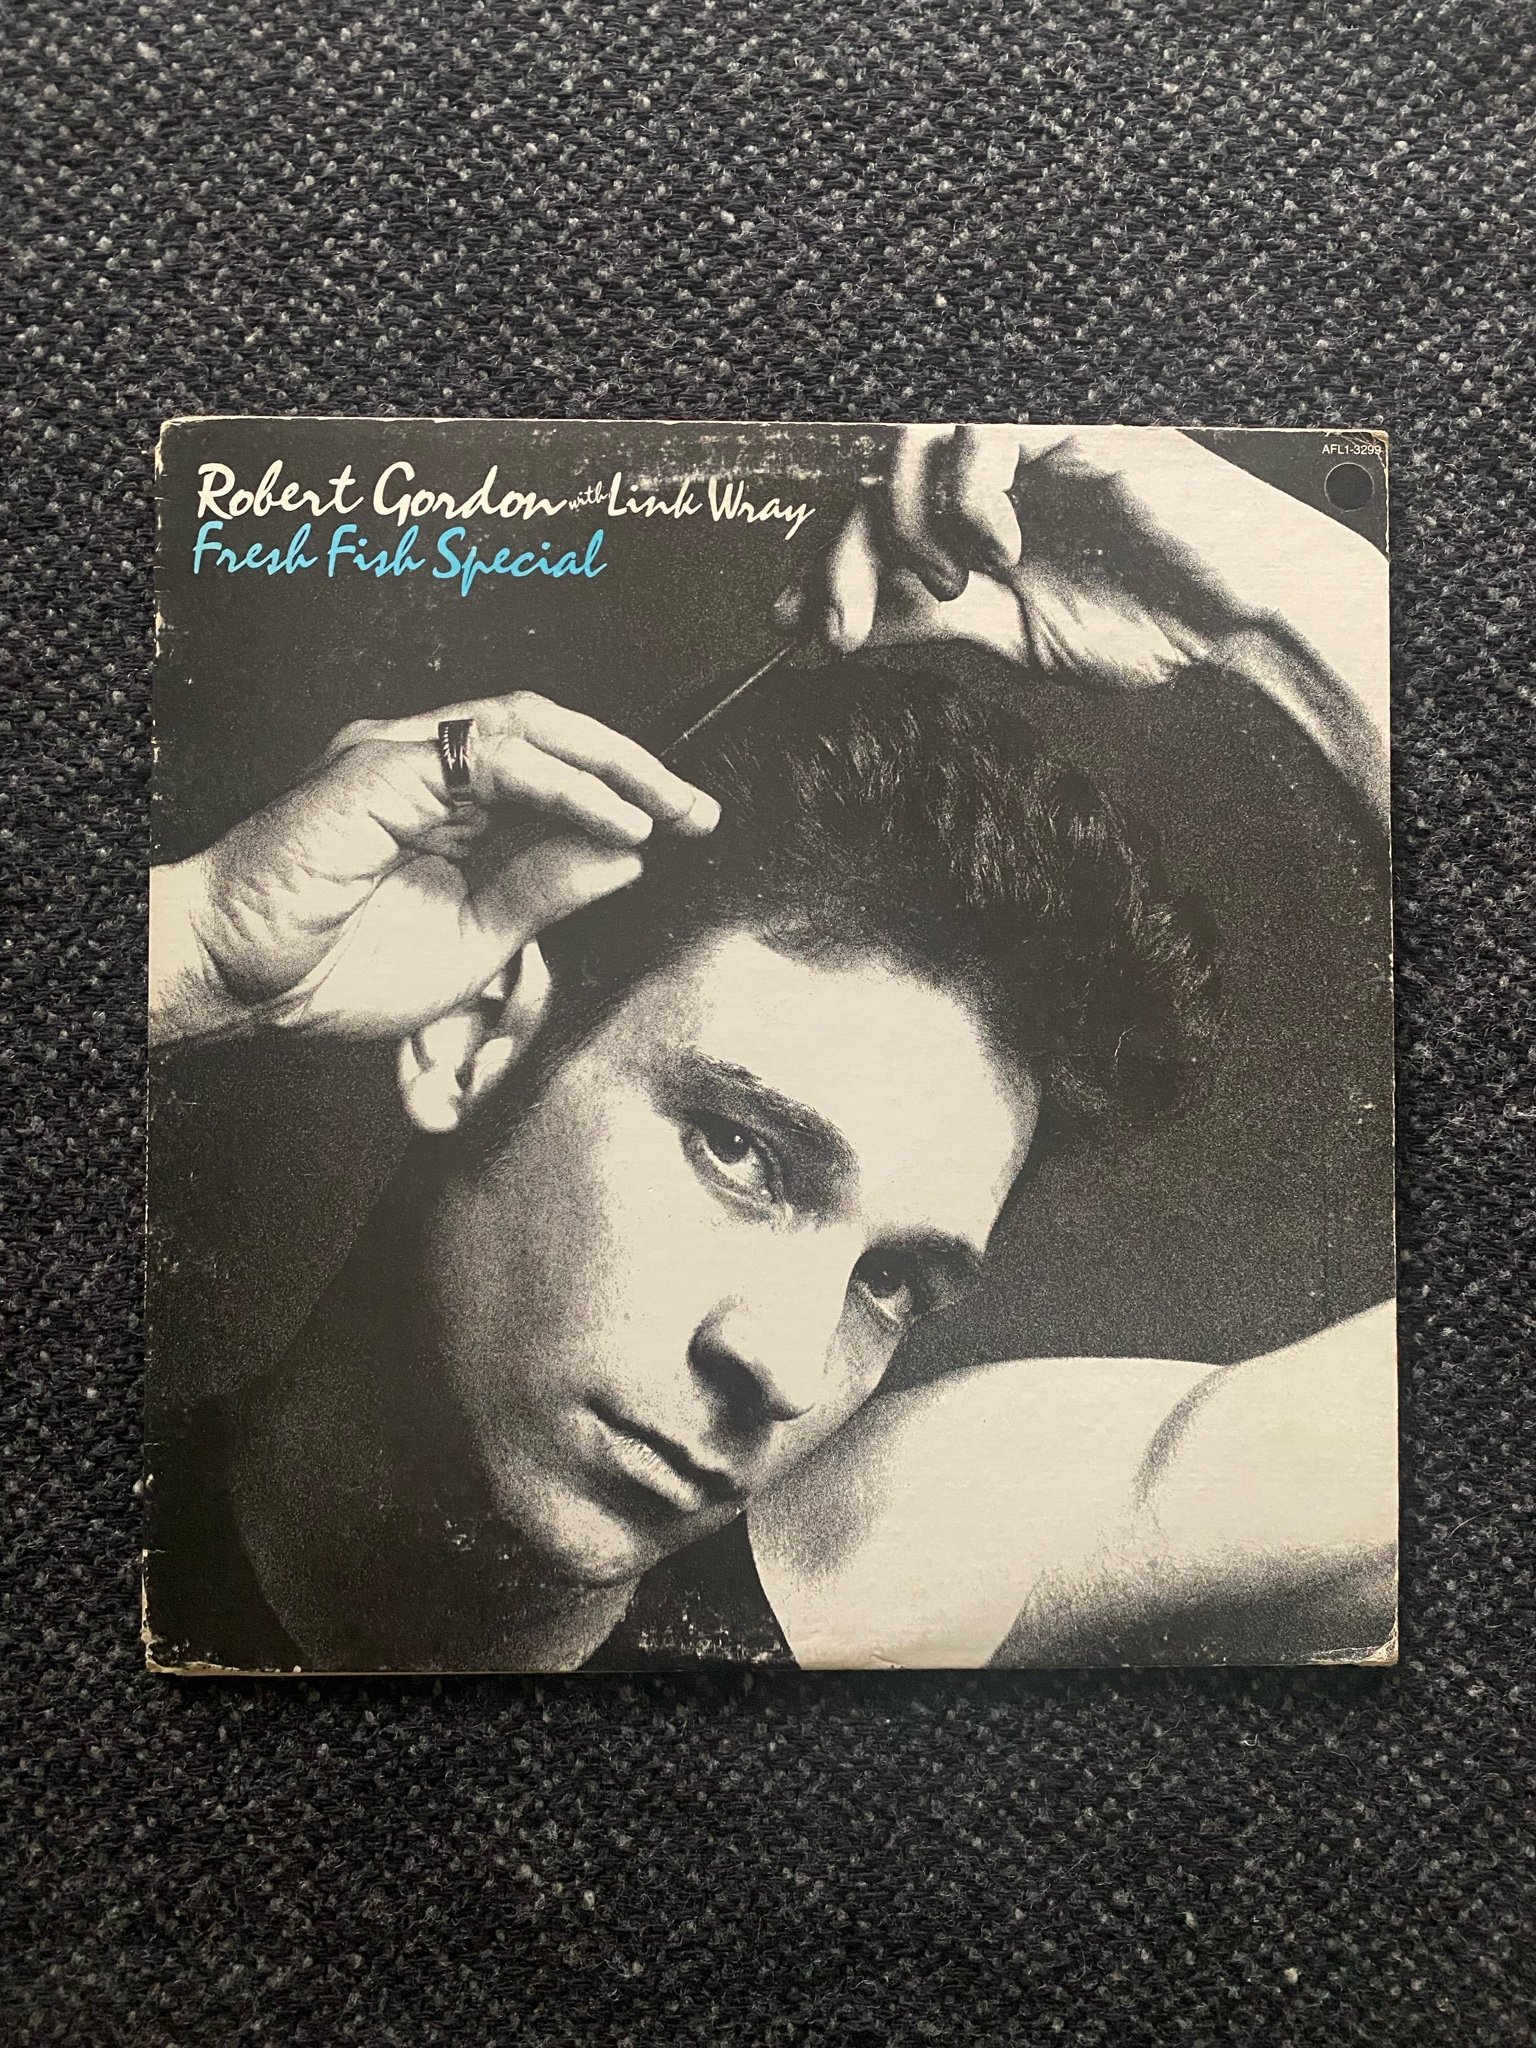 Robert Gordon with Link Wray
Fresh Fish Special
AFL1-3299